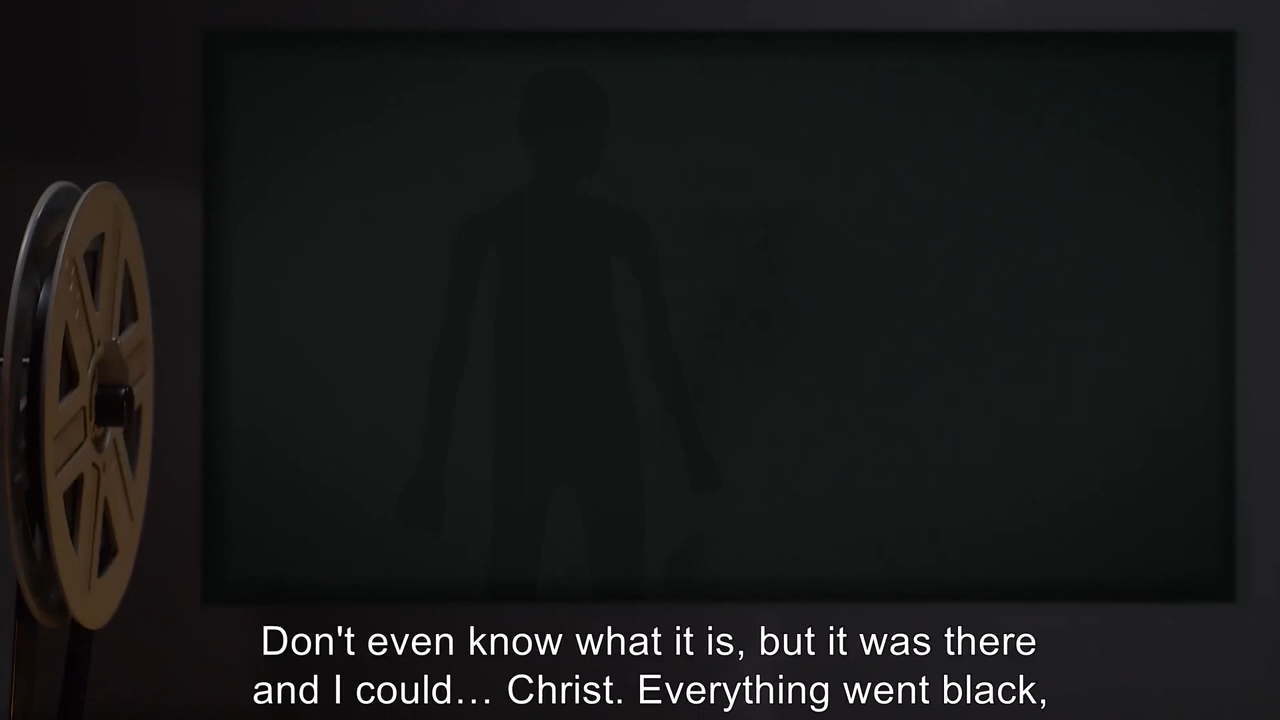 Don't even know what it is, but it was there
and I could… Christ. Everything went black,